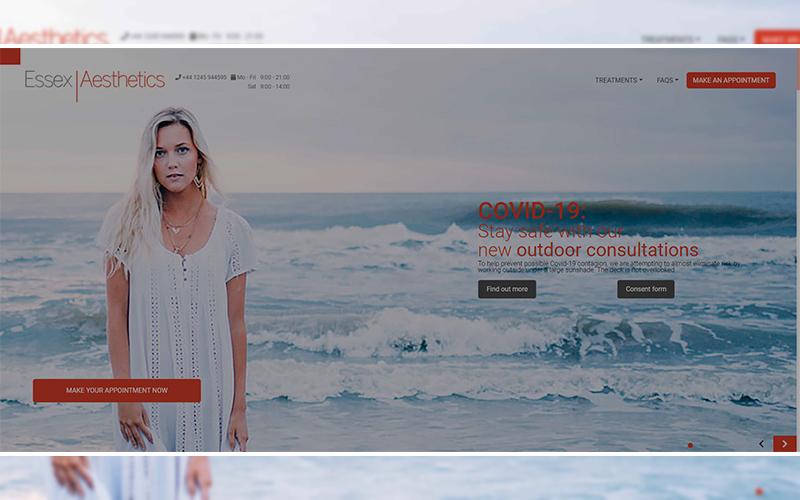 Aesthetics
TREATMENTS
FAQS
Essex|Aesthetics
+44 1245 944595 Mo - Fri 9:00 - 21:00
Sat 9:00 - 14:00
TREATMENTS FAQS MAKE AN APPOINTMENT
COVID-19:
Stay safe with our
new outdoor consultations
To help prevent possible Covid-19 contagion, we are attempting to almost eliminate risk by
working outside under a large sunshade. The deck is not overlooked.
Find out more
Consent form
MAKE YOUR APPOINTMENT NOW